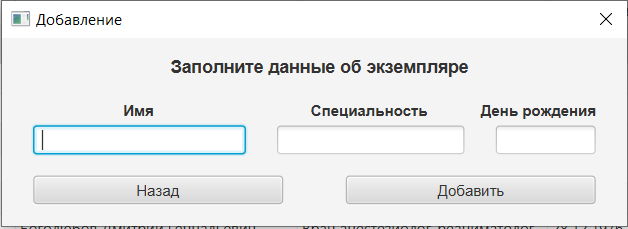 Добавление
Заполните данные об экземпляре
Имя Специальность День рождения
Назад Добавить